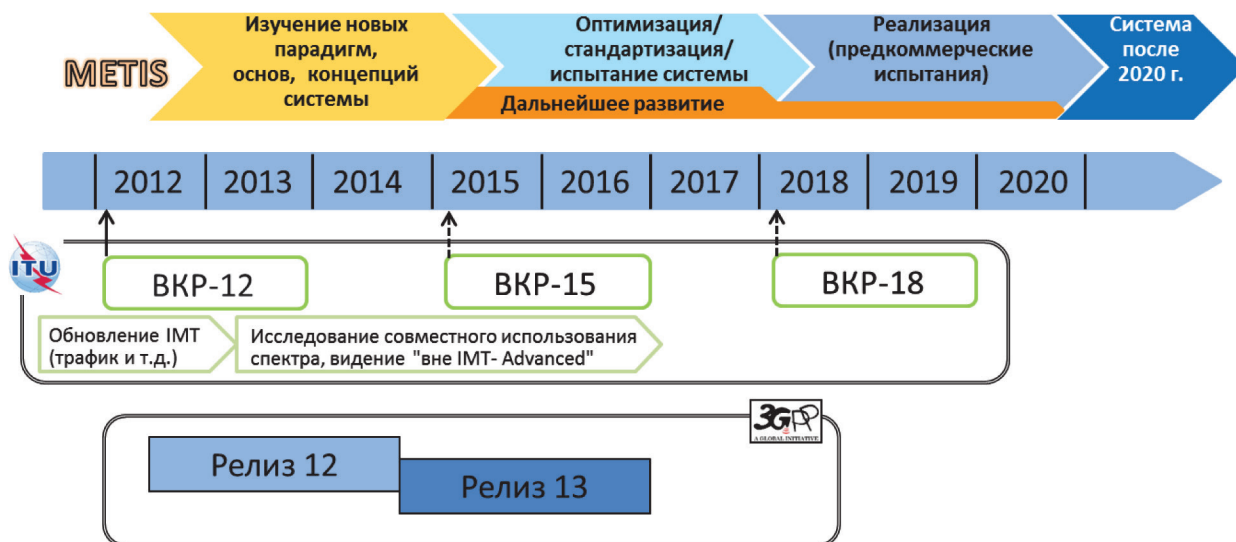 METIS
Изучение новых
парадигм,
основ, концепций
системы
Оптимизация/
стандартизация/
испытание системы
Реализация
(предкоммерческие
испытания)
Система
после
2020 г.
Дальнейшее развитие
2012 2013 2014 2015 2016 2017 2018 2019 2020
ITU
ВКР-12 ВКР-15 ВКР-18
Обновление IMT
(трафик и т.д.)
Исследование совместного использования
спектра, видение "вне IMT- Advanced"
3GPP
A GLOBAL INITIATIVE
Релиз 12
Релиз 13